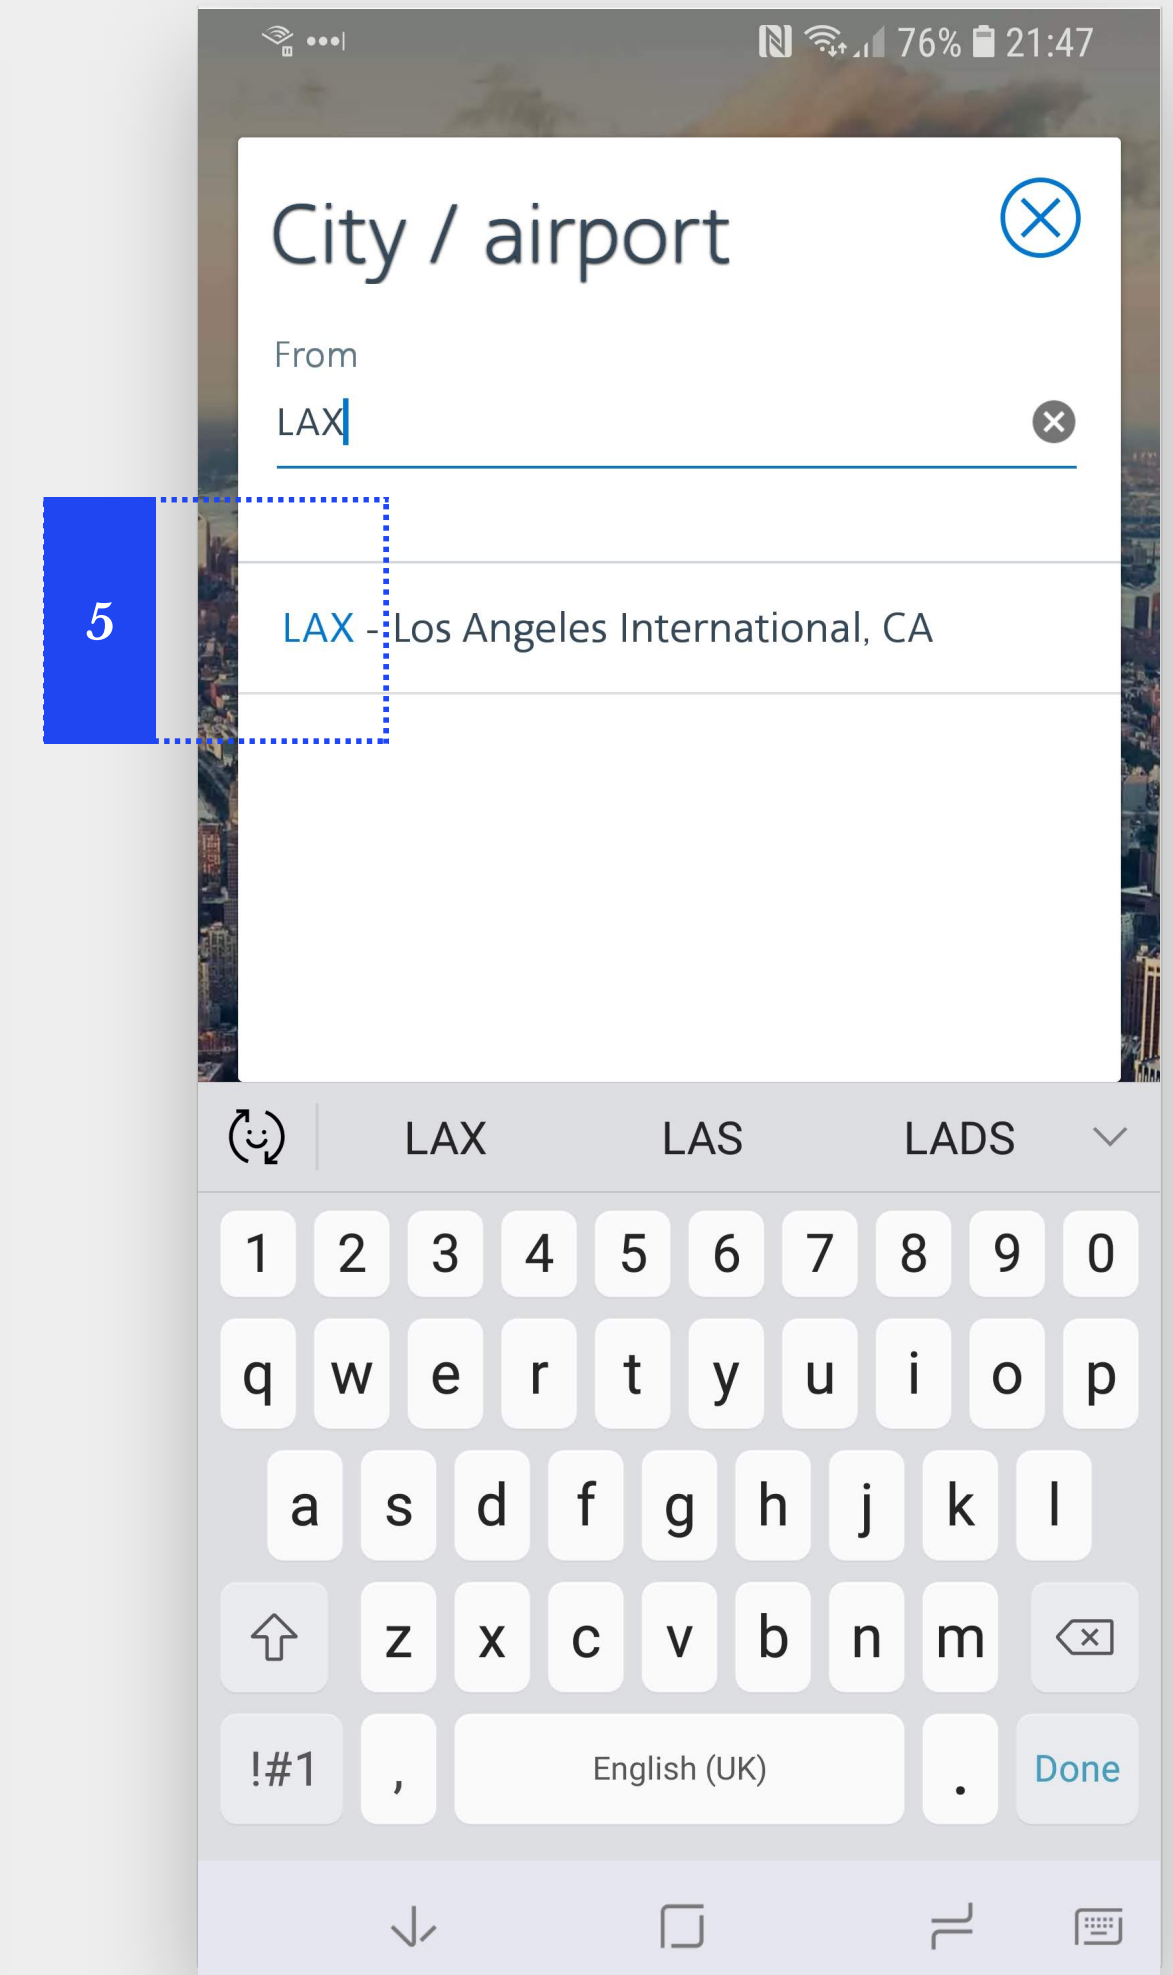 76% 21:47
City / airport
From
LAX
5
LAX - Los Angeles International, CA
LAX LAS LADS
1 2 3 4 5 6 7 8 9 0
q w e r t y u i o p
a s d f g h j k l
z x c v b n m
!#1 , English (UK) . Done